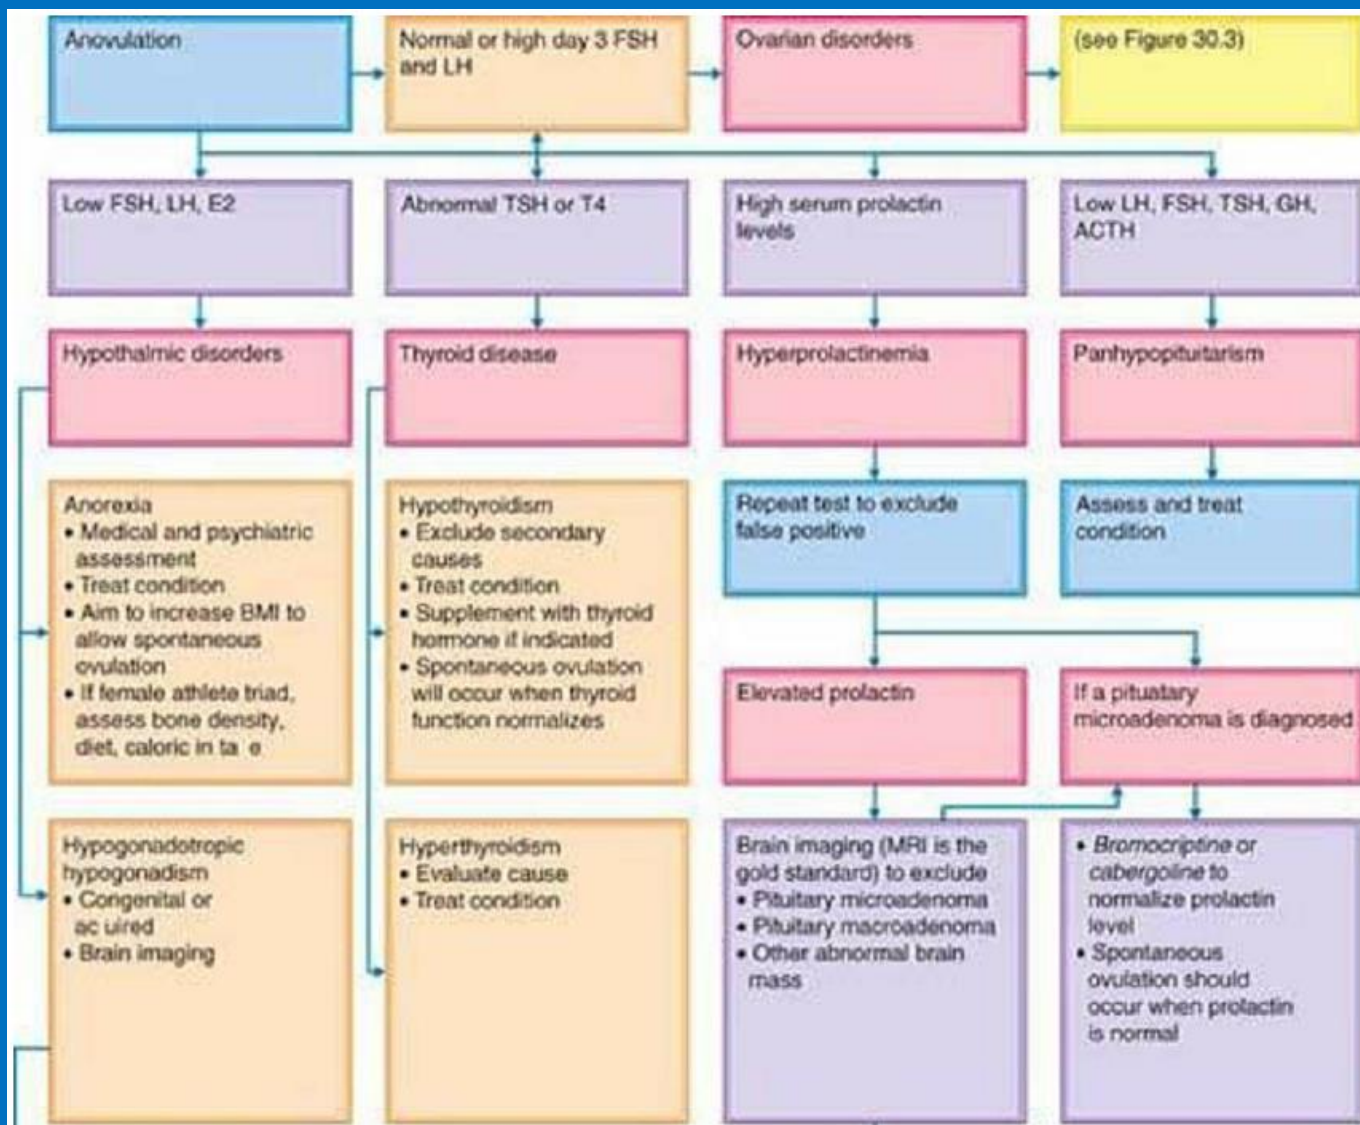 Anovulation
Normal or high day 3 FSH
and LH
Ovarian disorders
(see Figure 30.3)
Low FSH, LH, E2
Abnormal TSH or T4
High serum prolactin
levels
Low LH, FSH, TSH, GH,
ACTH
Hypothalmic disorders
Thyroid disease
Hyperprolactinemia
Panhypopituitarism
Anorexia
• Medical and psychiatric
assessment
• Treat condition
• Aim to increase BMI to
allow spontaneous
ovulation
• If female athlete triad,
assess bone density,
diet, caloric in ta e
Hypothyroidism
• Exclude secondary
causes
• Treat condition
• Supplement with thyroid
hormone if indicated
• Spontaneous ovulation
will occur when thyroid
function normalizes
Repeat test to exclude
false positive
Assess and treat
condition
Elevated prolactin
If a pituatary
microadenoma is diagnosed
Hypogonadotropic
hypogonadism
• Congenital or
ac uired
• Brain imaging
Hyperthyroidism
• Evaluate cause
• Treat condition
Brain imaging (MRI is the
gold standard) to exclude
• Pituitary microadenoma
• Pituitary macroadenoma
• Other abnormal brain
mass
• Bromocriptine or
cabergoline to
normalize prolactin
level
• Spontaneous
ovulation should
occur when prolactin
is normal